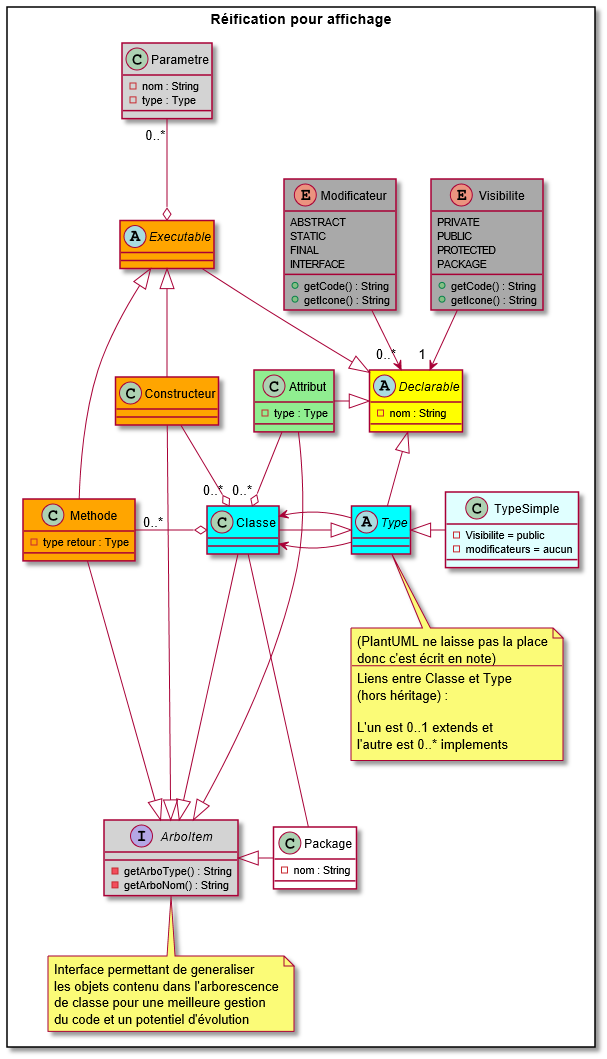 Réification pour affichage
C Parametre
nom : String
type : Type
0..*
A Executable
E Modificateur
ABSTRACT
STATIC
FINAL
INTERFACE
getCode() : String
getIcone() : String
E Visibilite
PRIVATE
PUBLIC
PROTECTED
PACKAGE
getCode() : String
getIcone() : String
0..*
1
C Constructeur
C Attribut
type : Type
A Declarable
nom : String
0..*
0..*
C Methode
type retour : Type
0..*
C Classe
A Type
C TypeSimple
Visibilite = public
modificateurs = aucun
(PlantUML ne laisse pas la place
donc c'est écrit en note)
Liens entre Classe et Type
(hors héritage) :
L'un est 0..1 extends et
l'autre est 0..* implements
I ArboItem
getArboType() : String
getArboNom() : String
C Package
nom : String
Interface permettant de generaliser
les objets contenu dans l'arborescence
de classe pour une meilleure gestion
du code et un potentiel d'évolution